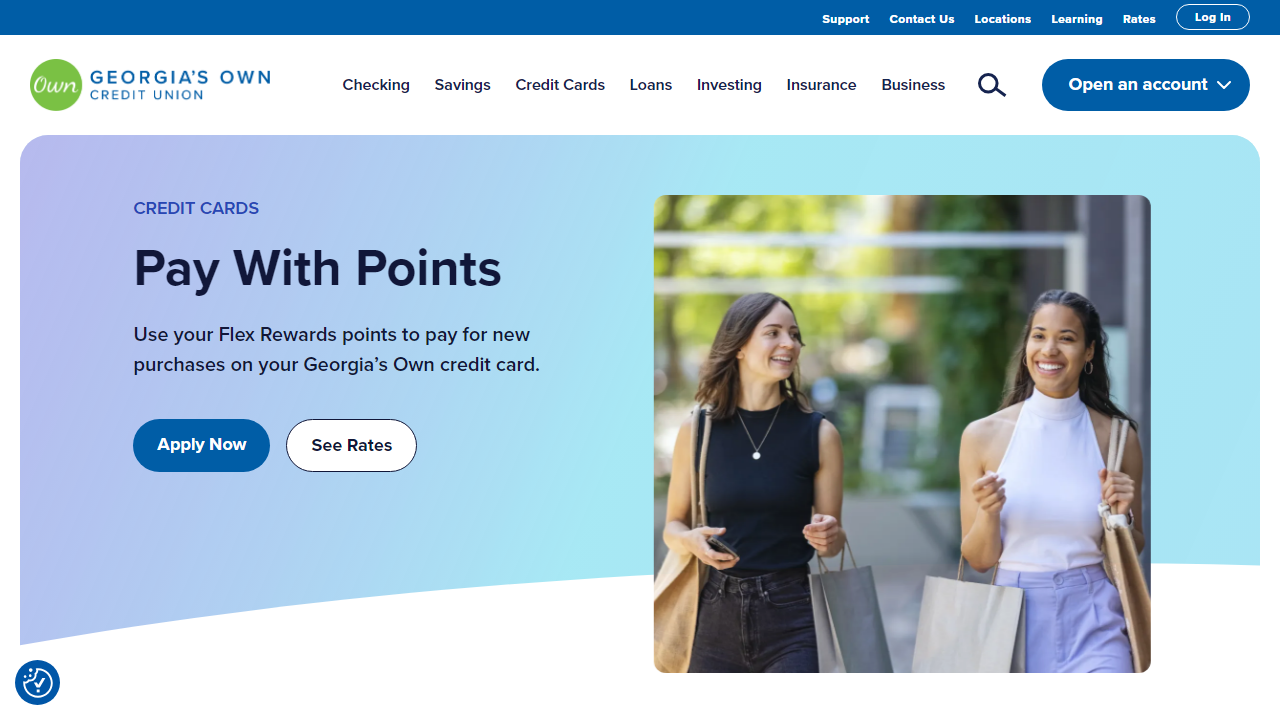 Support Contact Us Locations Learning Rates Log In
Own GEORGIA'S OWN
CREDIT UNION
Checking Savings Credit Cards Loans Investing Insurance Business Open an account
CREDIT CARDS
Pay With Points
Use your Flex Rewards points to pay for new
purchases on your Georgia’s Own credit card.
Apply Now See Rates